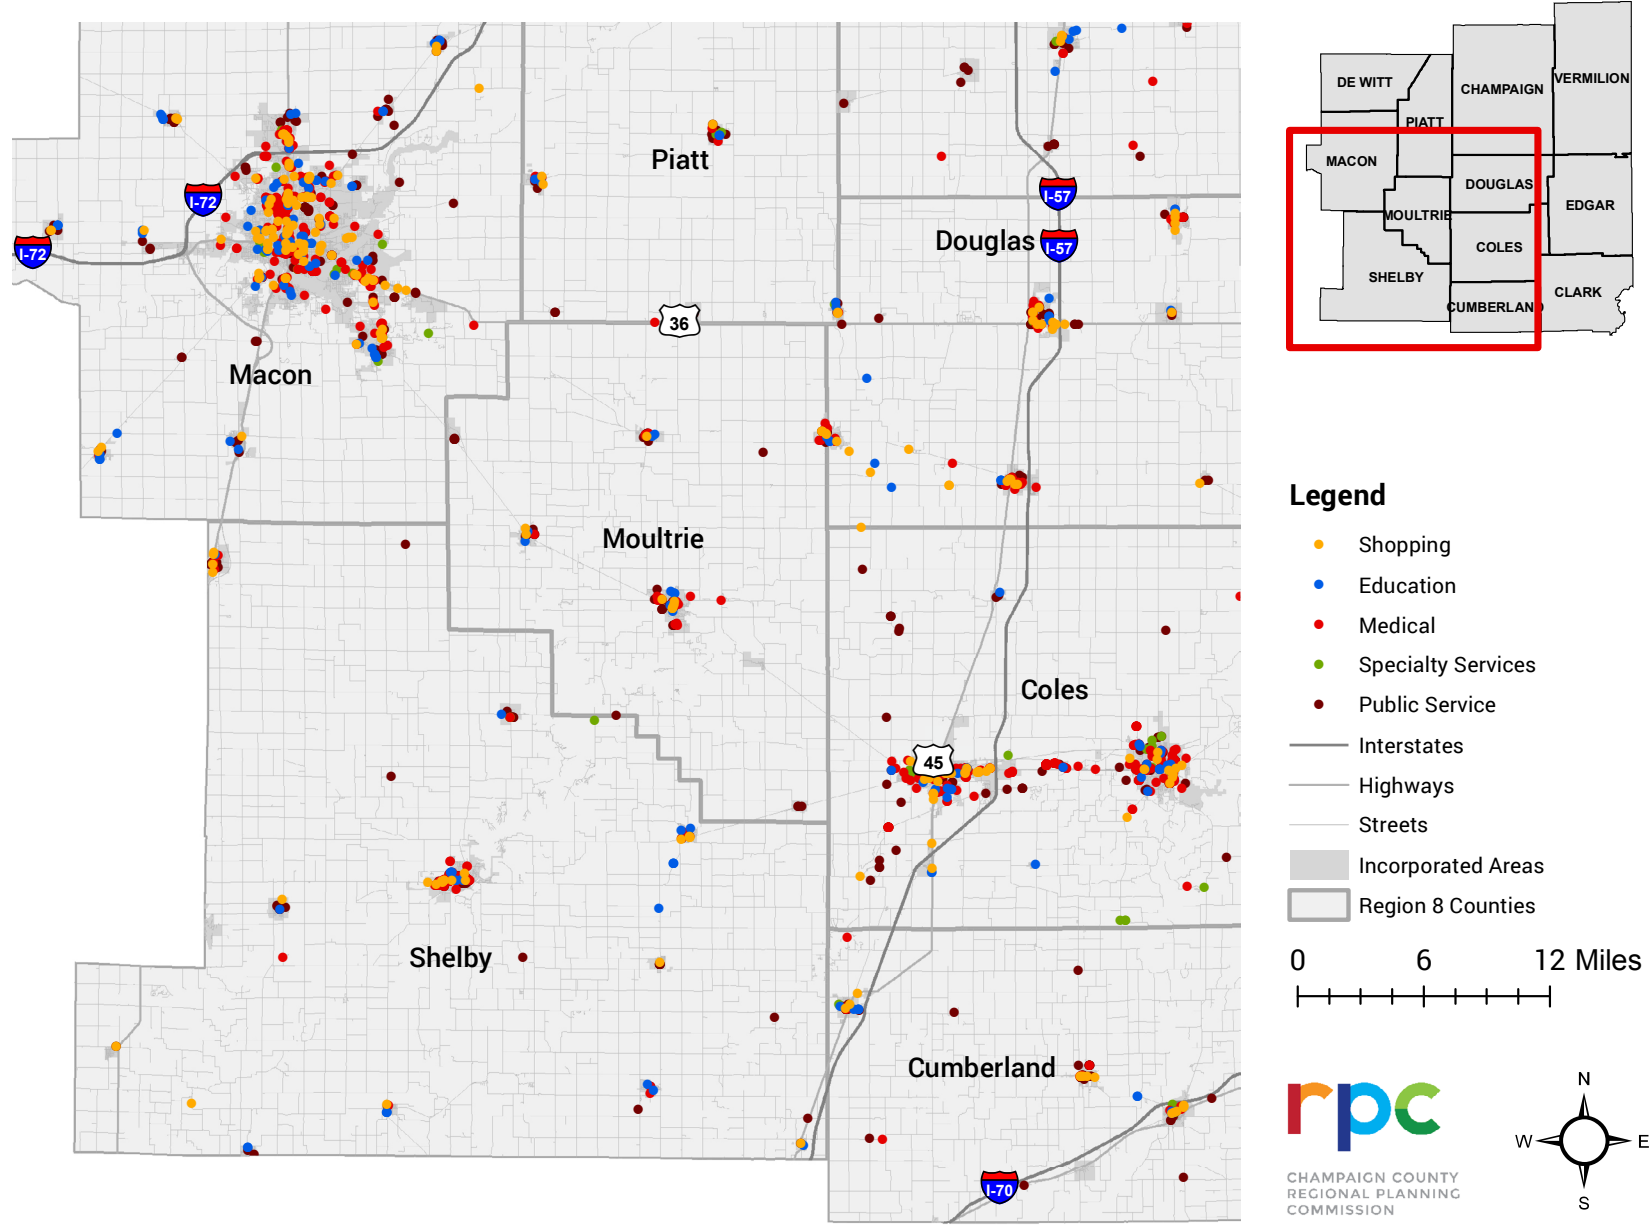 Piatt
I-72
I-72
I-57
Douglas
I-57
36
Macon
Moultrie
Coles
45
Shelby
Cumberland
I-70
DE WITT
CHAMPAIGN
VERMILION
PIATT
MACON
DOUGLAS
MOULTRIE
EDGAR
COLES
SHELBY
CLARK
CUMBERLAND
Legend
Shopping
Education
Medical
Specialty Services
Public Service
Interstates
Highways
Streets
Incorporated Areas
Region 8 Counties
0 6 12 Miles
rpc
CHAMPAIGN COUNTY
REGIONAL PLANNING
COMMISSION
N
W E
S